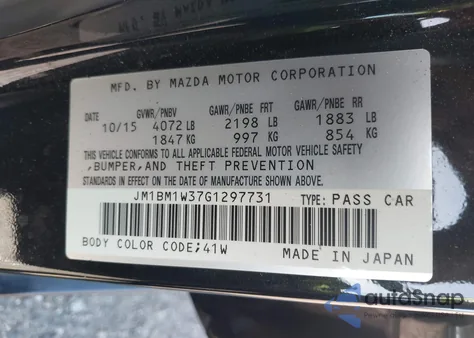 MFD. BY MAZDA MOTOR CORPORATION
DATE GVWR/PNBV GAWR/PNBE FRT GAWR/PNBE RR
10/15 4072 LB 2198 LB 1883 LB
1847 KG 997 KG 854 KG
THIS VEHICLE CONFORMS TO ALL APPLICABLE FEDERAL MOTOR VEHICLE SAFETY,
,BUMPER,AND THEFT PREVENTION
STANDARDS IN EFFECT ON THE DATE OF MANUFACTURE SHOWN ABOVE.
JM1BM1W37G1297731 TYPE: PASS CAR
BODY COLOR CODE;41W MADE IN JAPAN
autoSnap